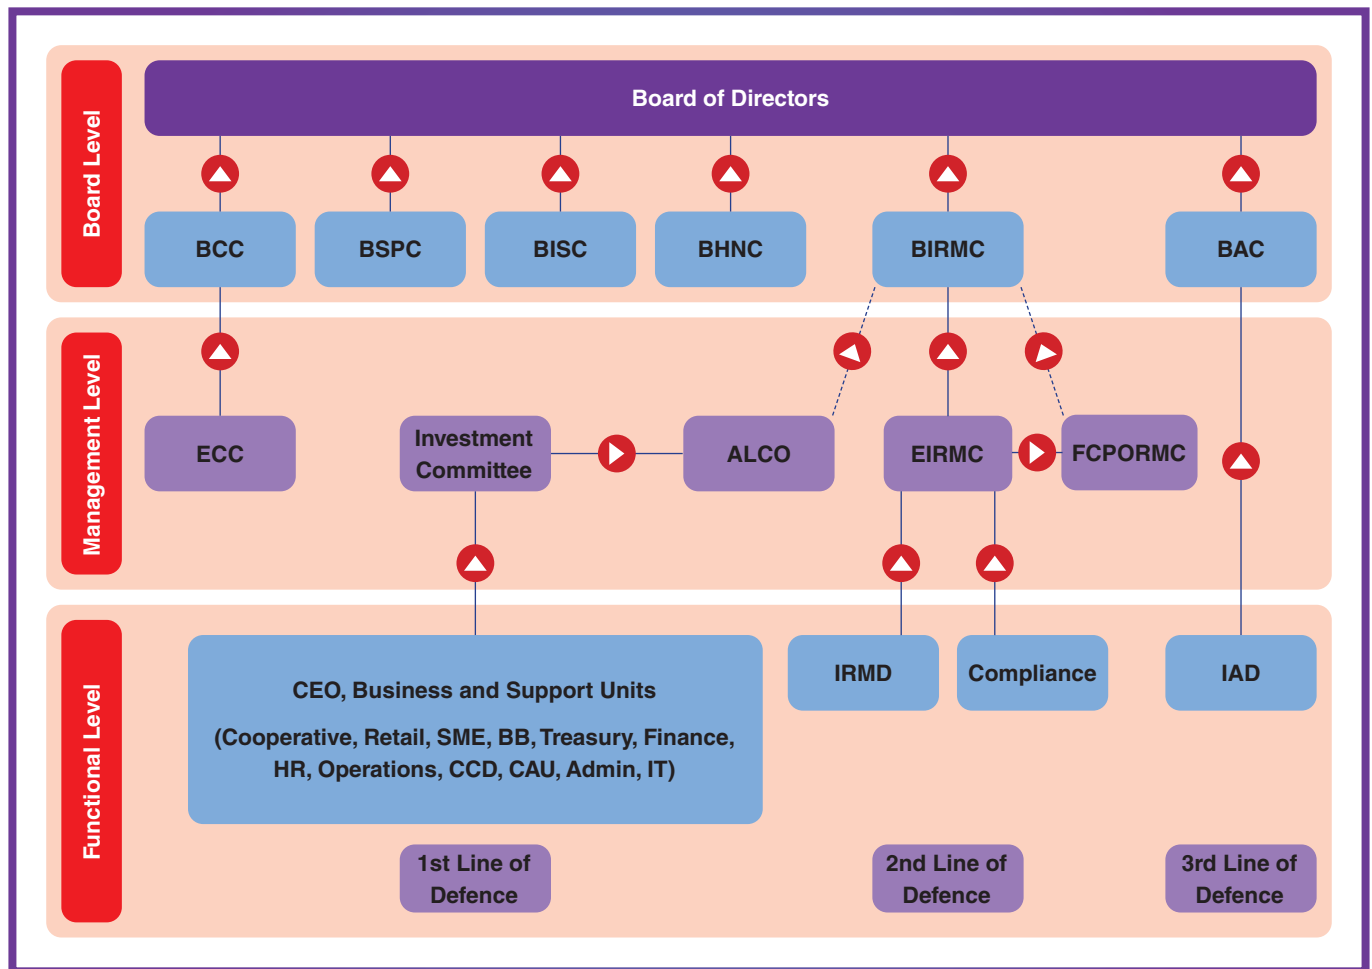 Board Level
Board of Directors
BCC
BSPC
BISC
BHNC
BIRMC
BAC
Management Level
ECC
Investment
Committee
ALCO
EIRMC
FCPORMC
Functional Level
CEO, Business and Support Units
(Cooperative, Retail, SME, BB, Treasury, Finance,
HR, Operations, CCD, CAU, Admin, IT)
IRMD
Compliance
IAD
1st Line of
Defence
2nd Line of
Defence
3rd Line of
Defence